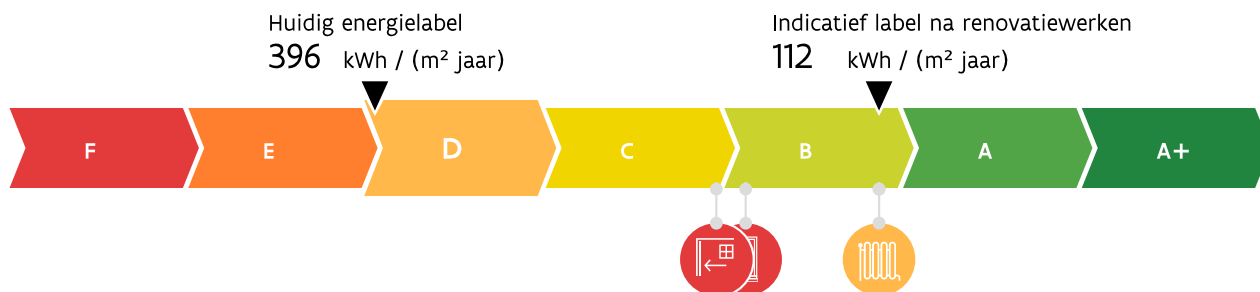 Huidig energielabel
396 kWh / (m² jaar)
Indicatief label na renovatiewerken
112 kWh / (m² jaar)
F E D C B A A+